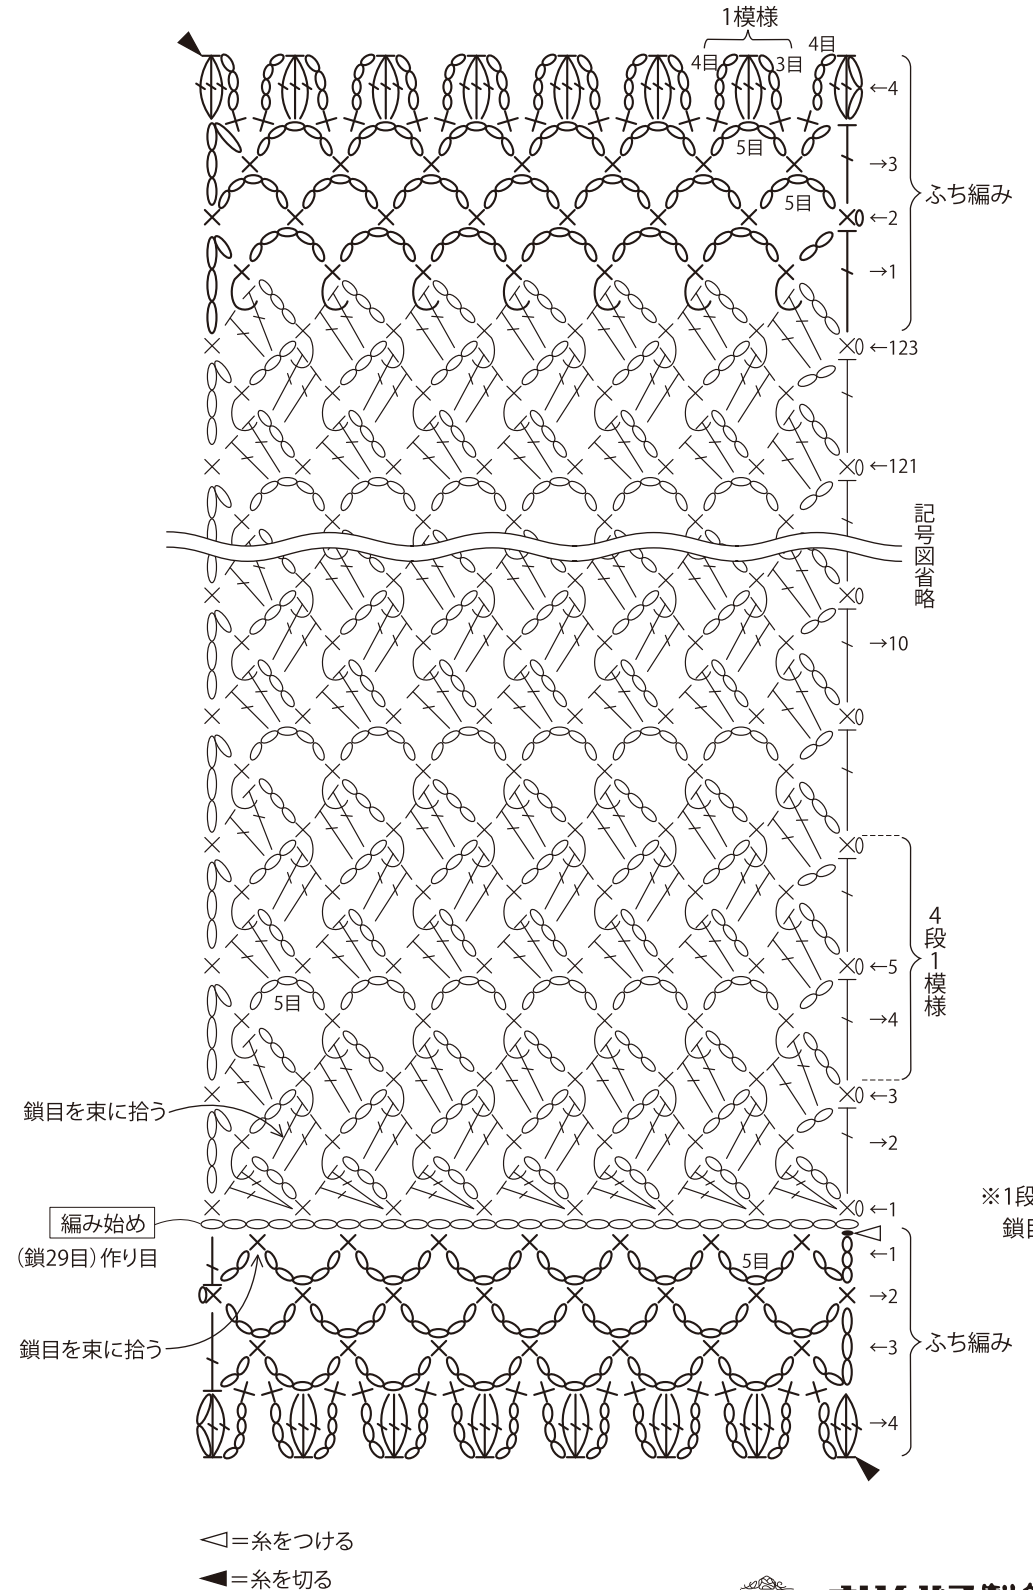 1模様
4目
4目
3目
←4
5目
→3
ふち編み
5目
←2
→1
←123
←121
記号図省略
→10
4段1模様
←5
5目
→4
←3
鎖目を束に拾う
→2
※1段
←1
鎖目
編み始め
(鎖29目)作り目
5目
←1
→2
鎖目を束に拾う
←3
ふち編み
→4
=糸をつける
=糸を切る